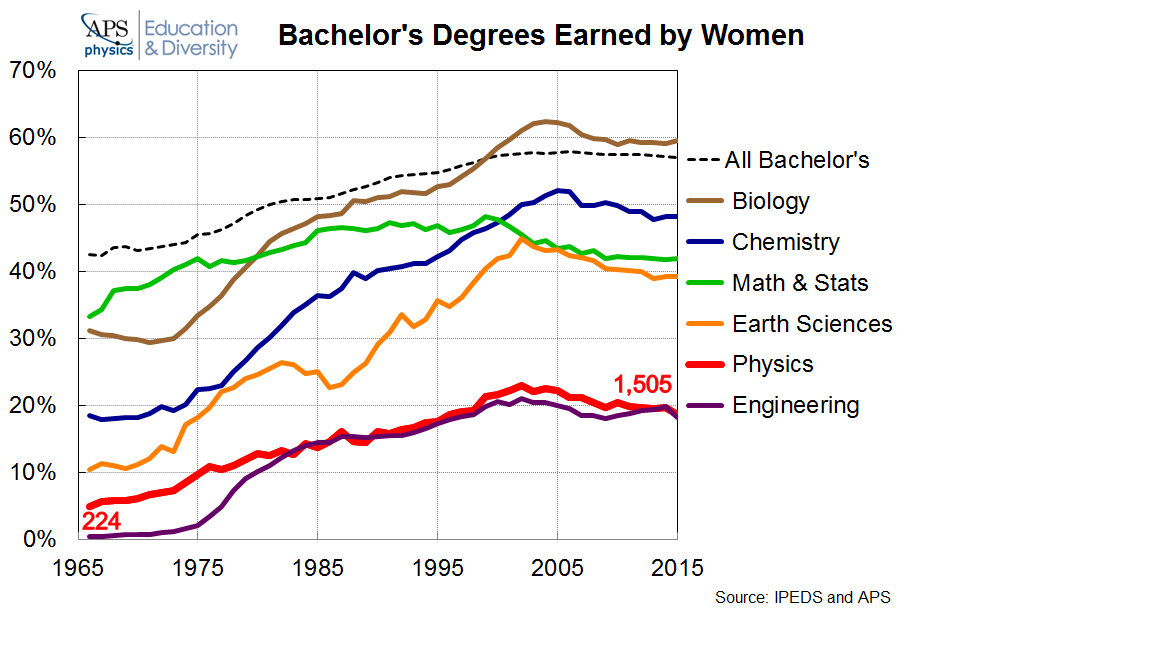 APS
physics
Education
& Diversity
Bachelor's Degrees Earned by Women
70%
60%
50%
40%
30%
20%
10%
0%
1965
1975
1985
1995
2005
2015
224
1,505
All Bachelor's
Biology
Chemistry
Math & Stats
Earth Sciences
Physics
Engineering
Source: IPEDS and APS